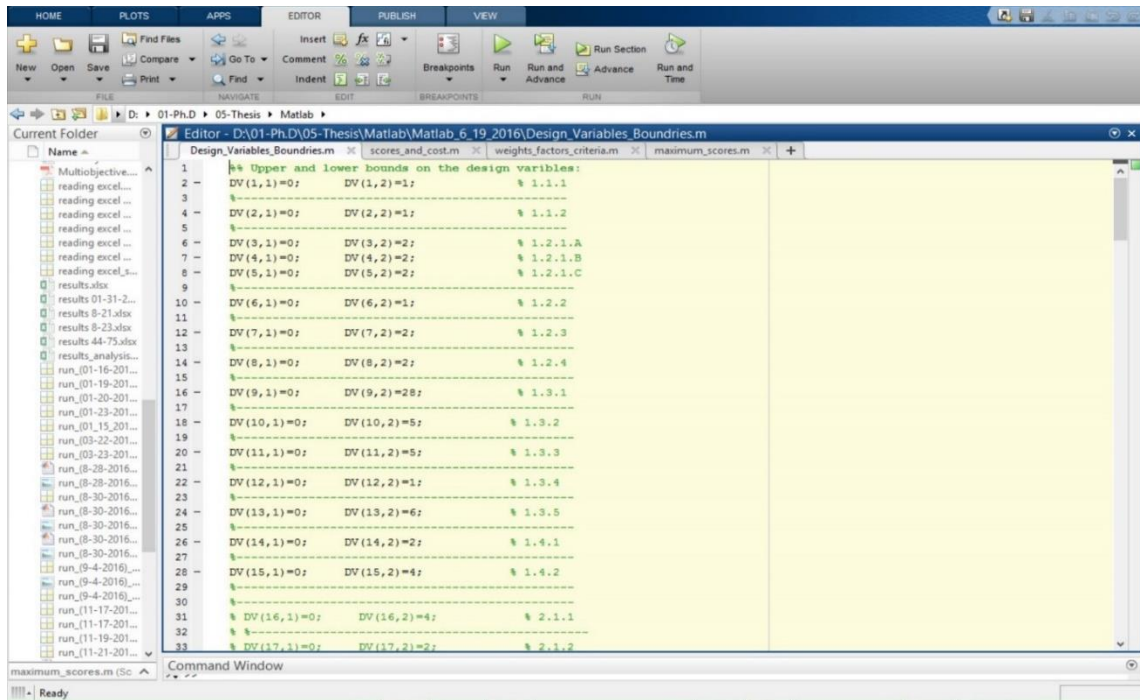 HOME PLOTS APPS EDITOR PUBLISH VIEW
New Open Save Find Files Compare Print
Go To Find
Insert fx Comment Indent
Breakpoints Run Run and Advance Run Section Advance Run and Time
FILE NAVIGATE EDIT BREAKPOINTS RUN
D: 01-Ph.D 05-Thesis Matlab
Current Folder
Name
Multiobjective....
reading excel....
reading excel ...
reading excel ...
reading excel ...
reading excel ...
reading excel ...
reading excel_s...
results.xlsx
results 01-31-2...
results 8-21.xlsx
results 8-23.xlsx
results 44-75.xlsx
results_analysis...
run_(01-16-201...
run_(01-19-201...
run_(01-20-201...
run_(01-23-201...
run_(01_15_201...
run_(03-22-201...
run_(03-23-201...
run_(8-28-2016...
run_(8-28-2016...
run_(8-30-2016...
run_(8-30-2016...
run_(8-30-2016...
run_(8-30-2016...
run_(8-30-2016...
run_(9-4-2016)_...
run_(9-4-2016)_...
run_(9-4-2016)_...
run_(11-17-201...
run_(11-17-201...
run_(11-19-201...
run_(11-21-201...
maximum_scores.m (Sc
Editor - D:\01-Ph.D\05-Thesis\Matlab\Matlab_6_19_2016\Design_Variables_Boundries.m
Design_Variables_Boundries.m scores_and_cost.m weights_factors_criteria.m maximum_scores.m +
1 %% Upper and lower bounds on the design varibles:
2 - DV(1,1)=0; DV(1,2)=1; % 1.1.1
3 %--------------------------------------------------
4 - DV(2,1)=0; DV(2,2)=1; % 1.1.2
5 %--------------------------------------------------
6 - DV(3,1)=0; DV(3,2)=2; % 1.2.1.A
7 - DV(4,1)=0; DV(4,2)=2; % 1.2.1.B
8 - DV(5,1)=0; DV(5,2)=2; % 1.2.1.C
9 %--------------------------------------------------
10 - DV(6,1)=0; DV(6,2)=1; % 1.2.2
11 %--------------------------------------------------
12 - DV(7,1)=0; DV(7,2)=2; % 1.2.3
13 %--------------------------------------------------
14 - DV(8,1)=0; DV(8,2)=2; % 1.2.4
15 %--------------------------------------------------
16 - DV(9,1)=0; DV(9,2)=28; % 1.3.1
17 %--------------------------------------------------
18 - DV(10,1)=0; DV(10,2)=5; % 1.3.2
19 %--------------------------------------------------
20 - DV(11,1)=0; DV(11,2)=5; % 1.3.3
21 %--------------------------------------------------
22 - DV(12,1)=0; DV(12,2)=1; % 1.3.4
23 %--------------------------------------------------
24 - DV(13,1)=0; DV(13,2)=6; % 1.3.5
25 %--------------------------------------------------
26 - DV(14,1)=0; DV(14,2)=2; % 1.4.1
27 %--------------------------------------------------
28 - DV(15,1)=0; DV(15,2)=4; % 1.4.2
29 %--------------------------------------------------
30 %--------------------------------------------------
31 % DV(16,1)=0; DV(16,2)=4; % 2.1.1
32 % %--------------------------------------------------
33 % DV(17,1)=0; DV(17,2)=2; % 2.1.2
Command Window
Ready